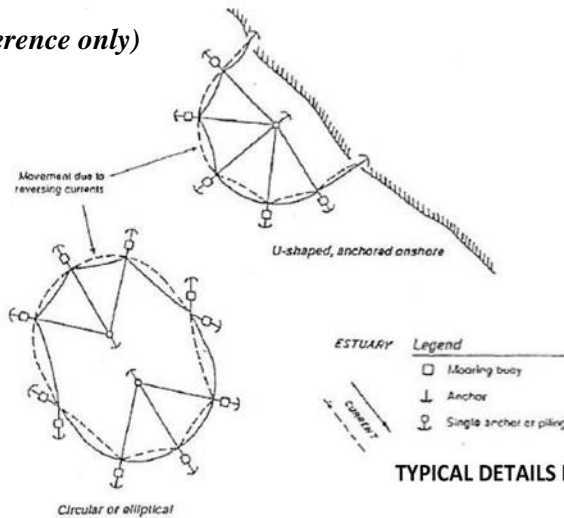 erence only)
Movement due to
reversing currents
U-shaped, anchored onshore
ESTUARY Legend
Mooring buoy
Anchor
Single anchor or piling
CURRENT
TYPICAL DETAILS
Circular or elliptical